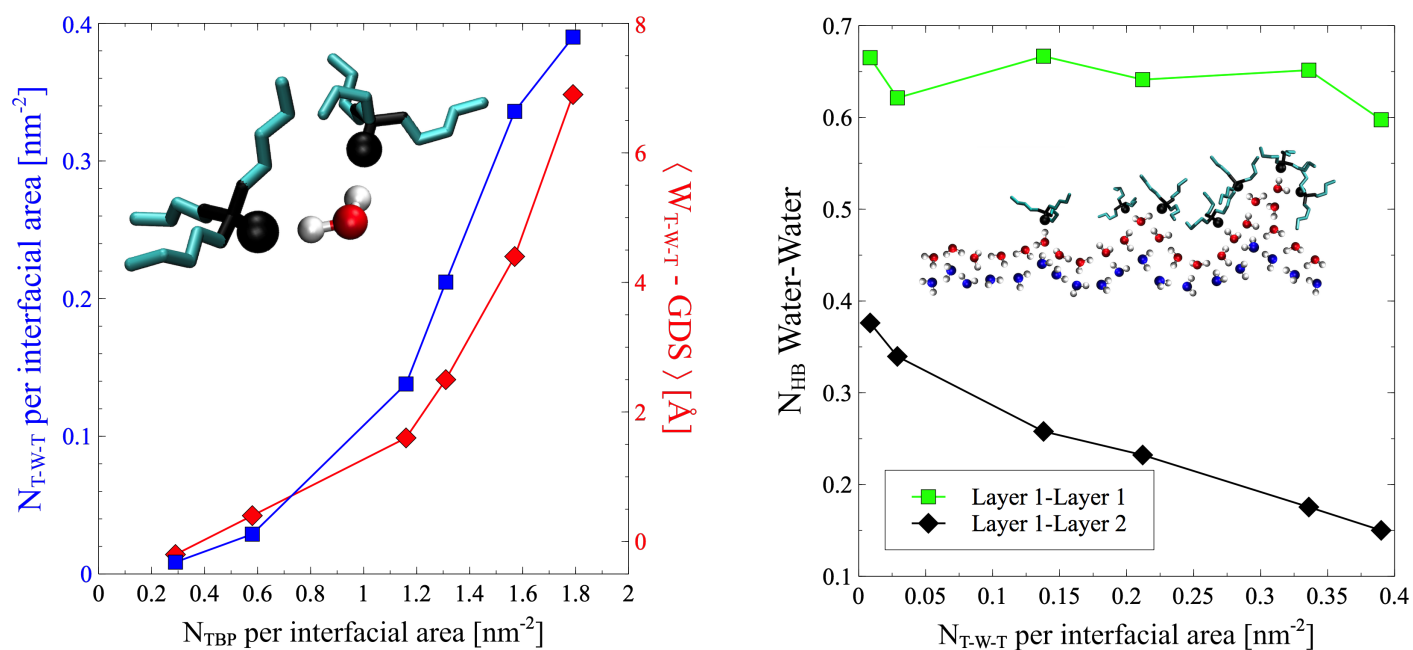 N_T-W-T per interfacial area [nm⁻²]
0.4
0.3
0.2
0.1
0
8
6
4
2
0
⟨ W_T-W-T - GDS ⟩ [Å]
0 0.2 0.4 0.6 0.8 1 1.2 1.4 1.6 1.8 2
N_TBP per interfacial area [nm⁻²]
N_HB Water-Water
0.7
0.6
0.5
0.4
0.3
0.2
0.1
Layer 1-Layer 1
Layer 1-Layer 2
0 0.05 0.1 0.15 0.2 0.25 0.3 0.35 0.4
N_T-W-T per interfacial area [nm⁻²]